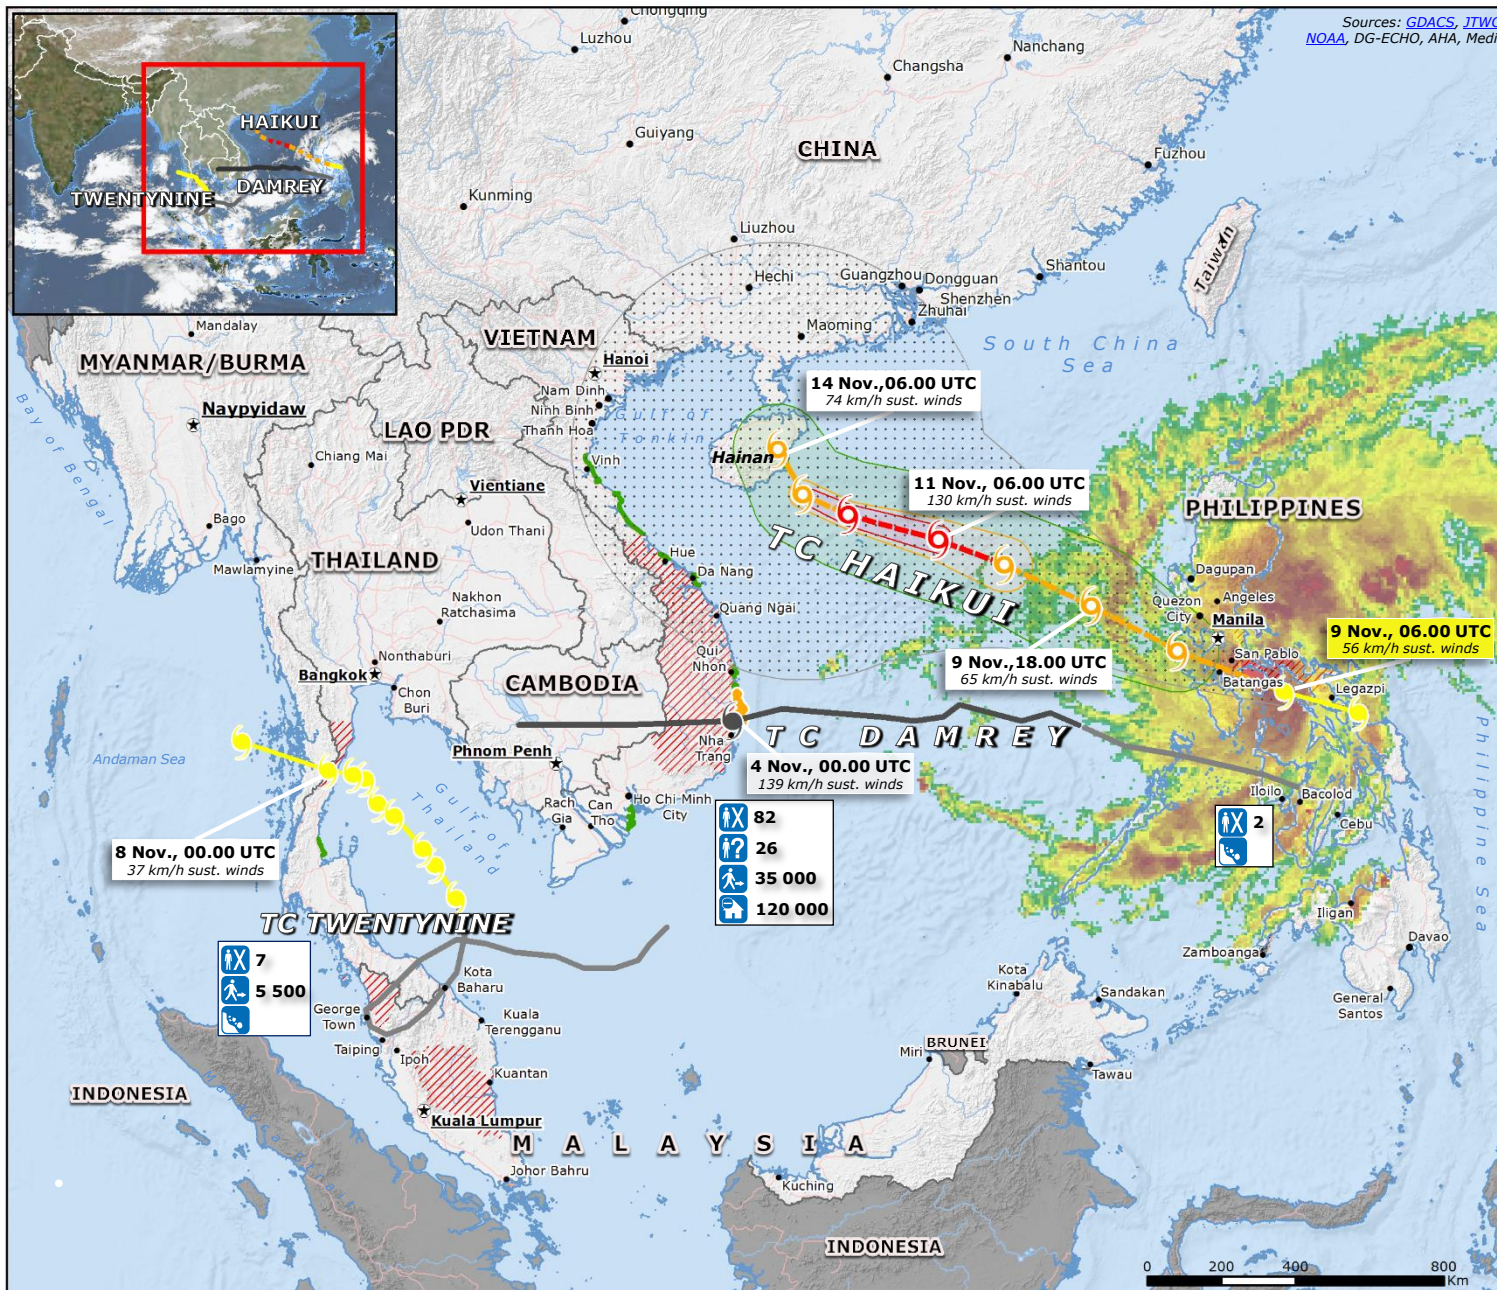 Sources: GDACS, JTWC
NOAA, DG-ECHO, AHA, Medi
HAIKUI
DAMREY
TWENTYNINE
Chongqing
Luzhou
Nanchang
Changsha
Guiyang
CHINA
Fuzhou
Kunming
Liuzhou
Taiwan
Hechi
Guangzhou
Dongguan
Shantou
Shenzhen
Zhuhai
Maoming
Mandalay
VIETNAM
MYANMAR/BURMA
Hanoi
South China
Sea
14 Nov.,06.00 UTC
74 km/h sust. winds
Nam Dinh
Ninh Binh
Thanh Hoa
Gulf of
Tonkin
Naypyidaw
LAO PDR
Bay of Bengal
Chiang Mai
Vinh
Hainan
Vientiane
11 Nov., 06.00 UTC
130 km/h sust. winds
PHILIPPINES
Bago
Udon Thani
Mawlamyine
THAILAND
Hue
Da Nang
TC HAIKUI
Dagupan
Nakhon
Ratchasima
Quang Ngai
Quezon
City
Angeles
Manila
9 Nov., 06.00 UTC
56 km/h sust. winds
Nonthaburi
Bangkok
Qui
Nhon
9 Nov.,18.00 UTC
65 km/h sust. winds
San Pablo
Batangas
Legazpi
Chon
Buri
CAMBODIA
Andaman Sea
Phnom Penh
Nha
Trang
TC DAMREY
4 Nov., 00.00 UTC
139 km/h sust. winds
Philippine Sea
Gulf of
Thailand
Rach
Gia
Can
Tho
Ho Chi Minh
City
Iloilo
Bacolod
Cebu
82
26
35 000
120 000
2
8 Nov., 00.00 UTC
37 km/h sust. winds
TC TWENTYNINE
Iligan
Davao
Zamboanga
7
5 500
Kota
Baharu
Kota
Kinabalu
Sandakan
General
Santos
George
Town
Kuala
Terengganu
Taiping
Ipoh
BRUNEI
Miri
Tawau
Kuantan
INDONESIA
Kuala Lumpur
MALAYSIA
Johor Bahru
Kuching
INDONESIA
0 200 400 800
Km